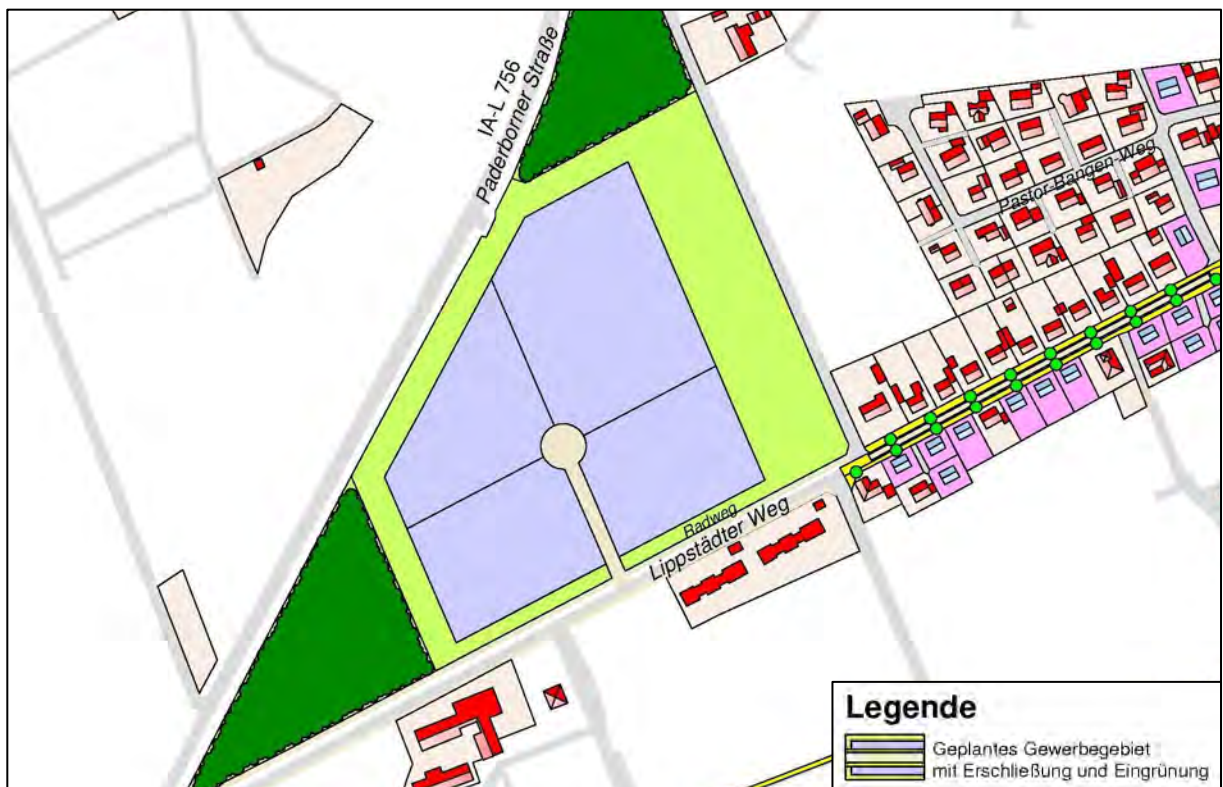 IA-L 756
Paderborner Straße
Pastor-Bangen-Weg
Radweg
Lippstädter Weg
Legende
Geplantes Gewerbegebiet
mit Erschließung und Eingrünung